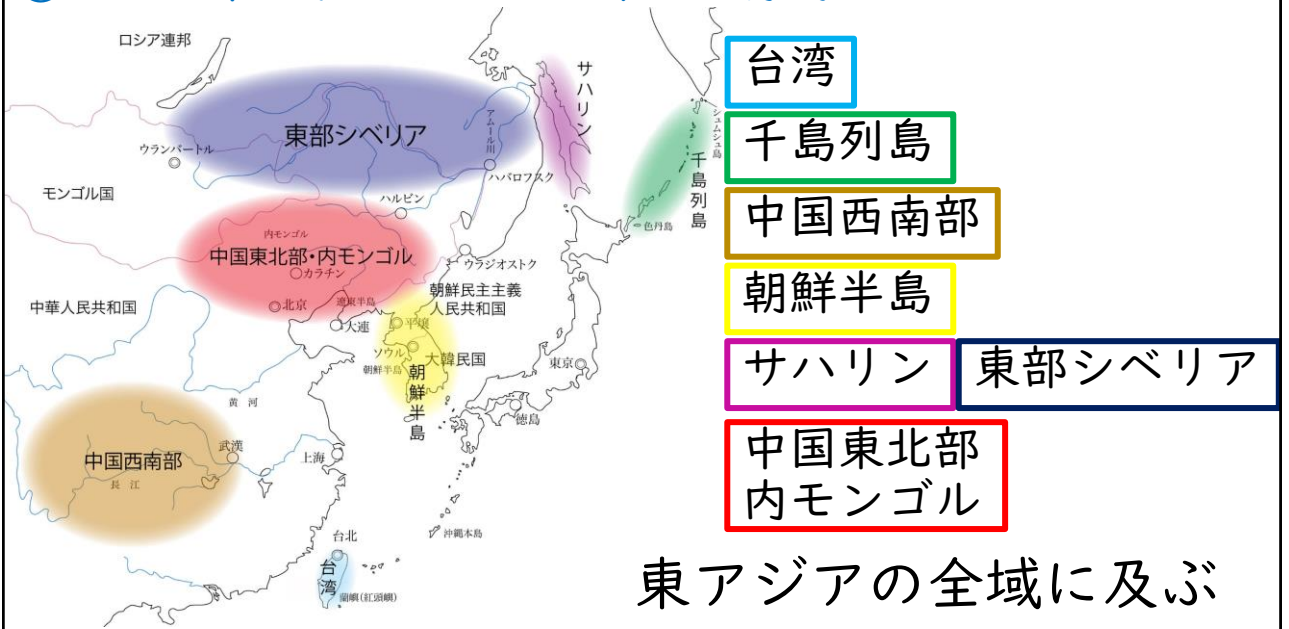 ロシア連邦
サハリン
東部シベリア
アムール川
シュムシュ島
ウランバートル
ハバロフスク
千島列島
モンゴル国
ハルビン
色丹島
内モンゴル
中国東北部・内モンゴル
カラチン
ウラジオストク
中華人民共和国
北京
遼東半島
朝鮮民主主義
人民共和国
大連
平壌
ソウル
大韓民国
朝鮮半島
朝鮮半島
東京
黄河
徳島
武漢
中国西南部
上海
長江
沖縄本島
台北
台湾
蘭嶼(紅頭嶼)
台湾
千島列島
中国西南部
朝鮮半島
サハリン
東部シベリア
中国東北部
内モンゴル
東アジアの全域に及ぶ